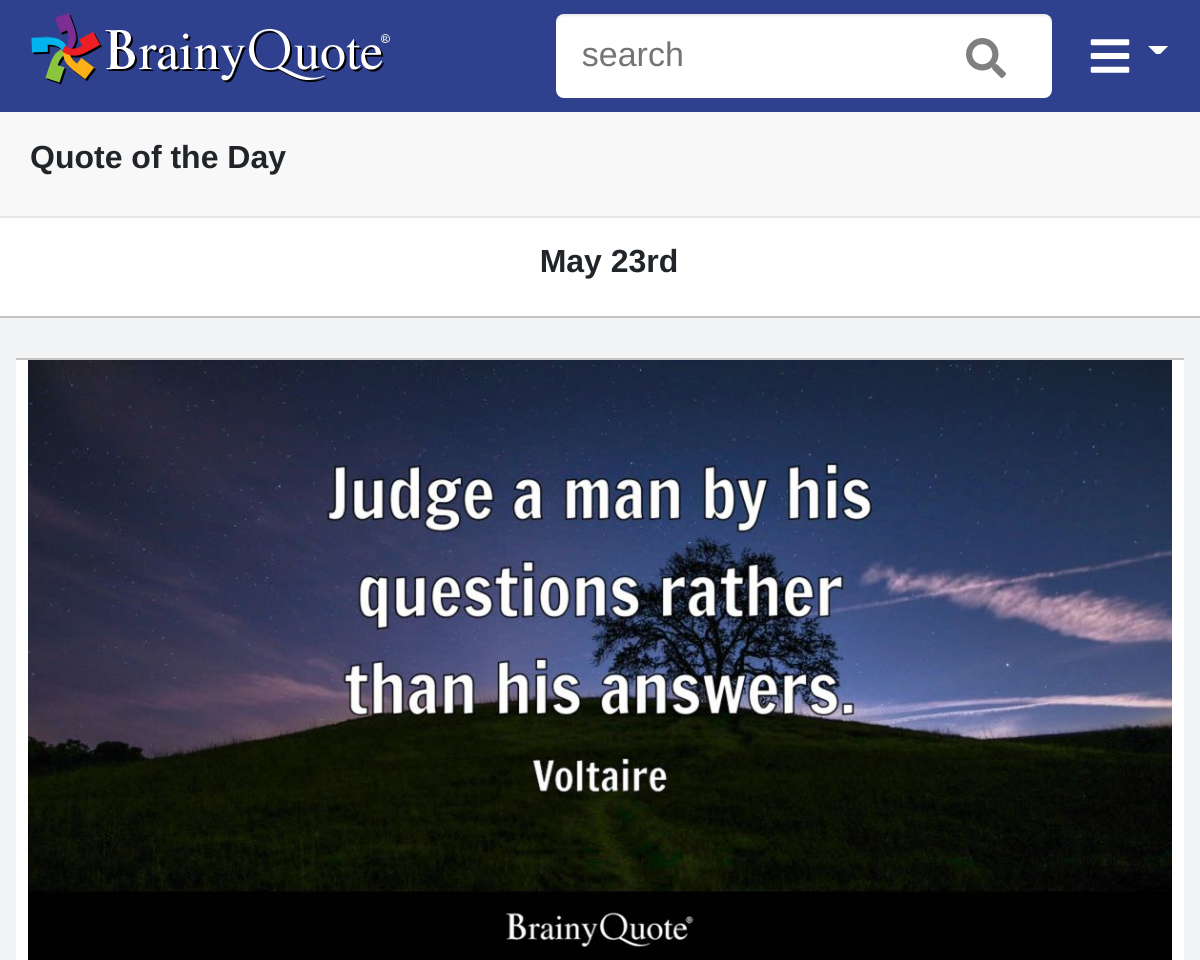 BrainyQuote®
search
Quote of the Day
May 23rd
Judge a man by his
questions rather
than his answers.
Voltaire
BrainyQuote®